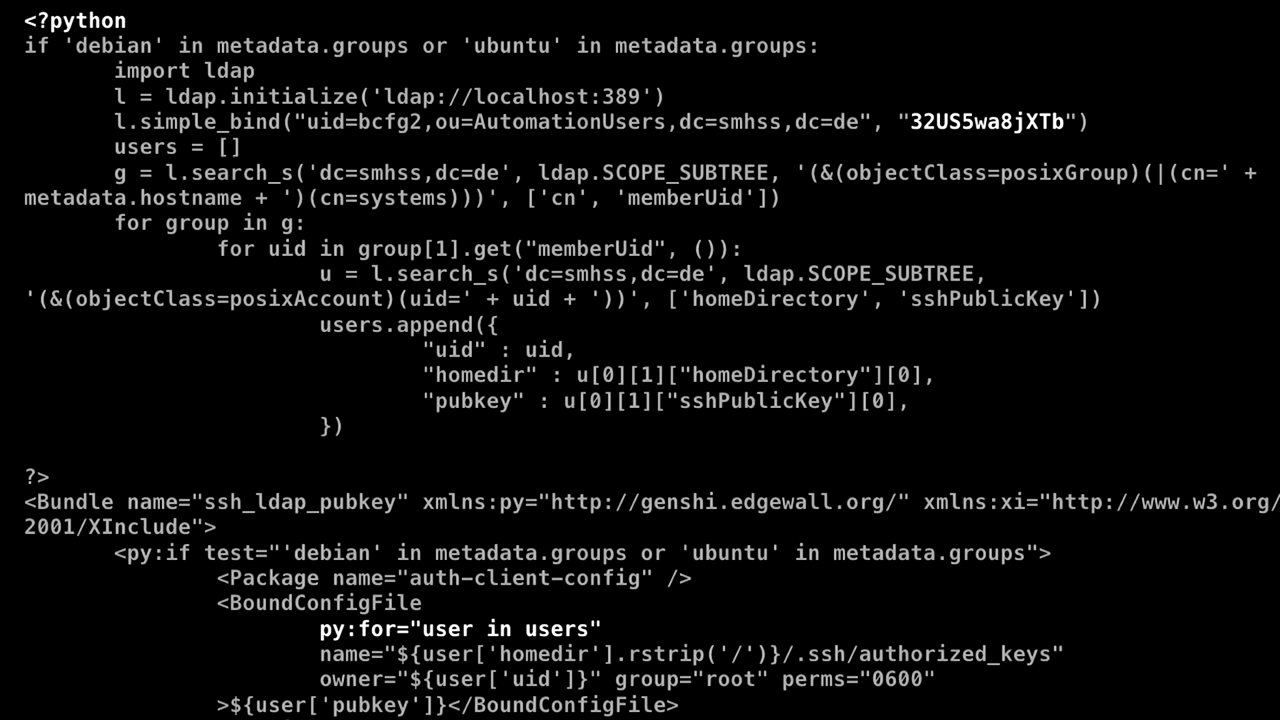 <?python
if 'debian' in metadata.groups or 'ubuntu' in metadata.groups:
import ldap
l = ldap.initialize('ldap://localhost:389')
l.simple_bind("uid=bcfg2,ou=AutomationUsers,dc=smhss,dc=de", "32US5wa8jXTb")
users = []
g = l.search_s('dc=smhss,dc=de', ldap.SCOPE_SUBTREE, '(&(objectClass=posixGroup)(|(cn=' +
metadata.hostname + ')(cn=systems)))', ['cn', 'memberUid'])
for group in g:
for uid in group[1].get("memberUid", ()):
u = l.search_s('dc=smhss,dc=de', ldap.SCOPE_SUBTREE,
'(&(objectClass=posixAccount)(uid=' + uid + '))', ['homeDirectory', 'sshPublicKey'])
users.append({
"uid" : uid,
"homedir" : u[0][1]["homeDirectory"][0],
"pubkey" : u[0][1]["sshPublicKey"][0],
})
?>
<Bundle name="ssh_ldap_pubkey" xmlns:py="http://genshi.edgewall.org/" xmlns:xi="http://www.w3.org/
2001/XInclude">
<py:if test="'debian' in metadata.groups or 'ubuntu' in metadata.groups">
<Package name="auth-client-config" />
<BoundConfigFile
py:for="user in users"
name="${user['homedir'].rstrip('/')}/.ssh/authorized_keys"
owner="${user['uid']}" group="root" perms="0600"
>${user['pubkey']}</BoundConfigFile>